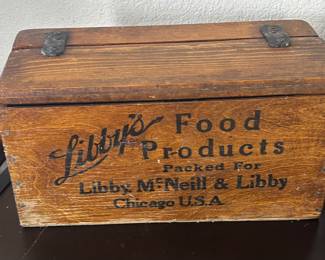 Libby's Food
Products
Packed For
Libby, McNeill & Libby
Chicago U.S.A.